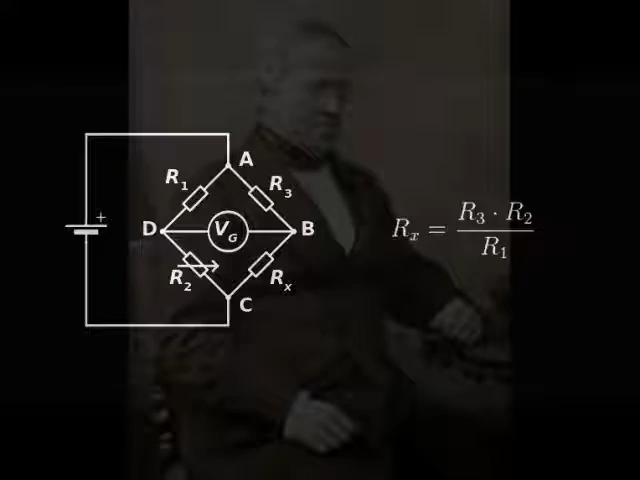 A
R1
R3
+
D
VG
B
R2
Rx
C
Rx = R3 · R2 / R1